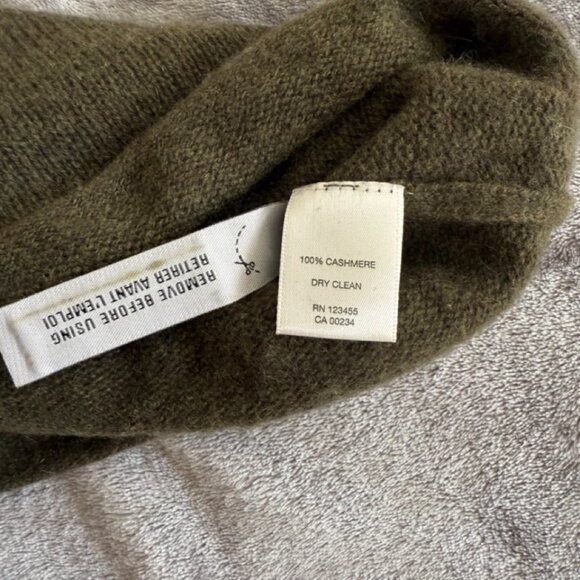 100% CASHMERE
DRY CLEAN
RN 123455
CA 00234
REMOVE BEFORE USING
RETIRER AVANT L'EMPLOI